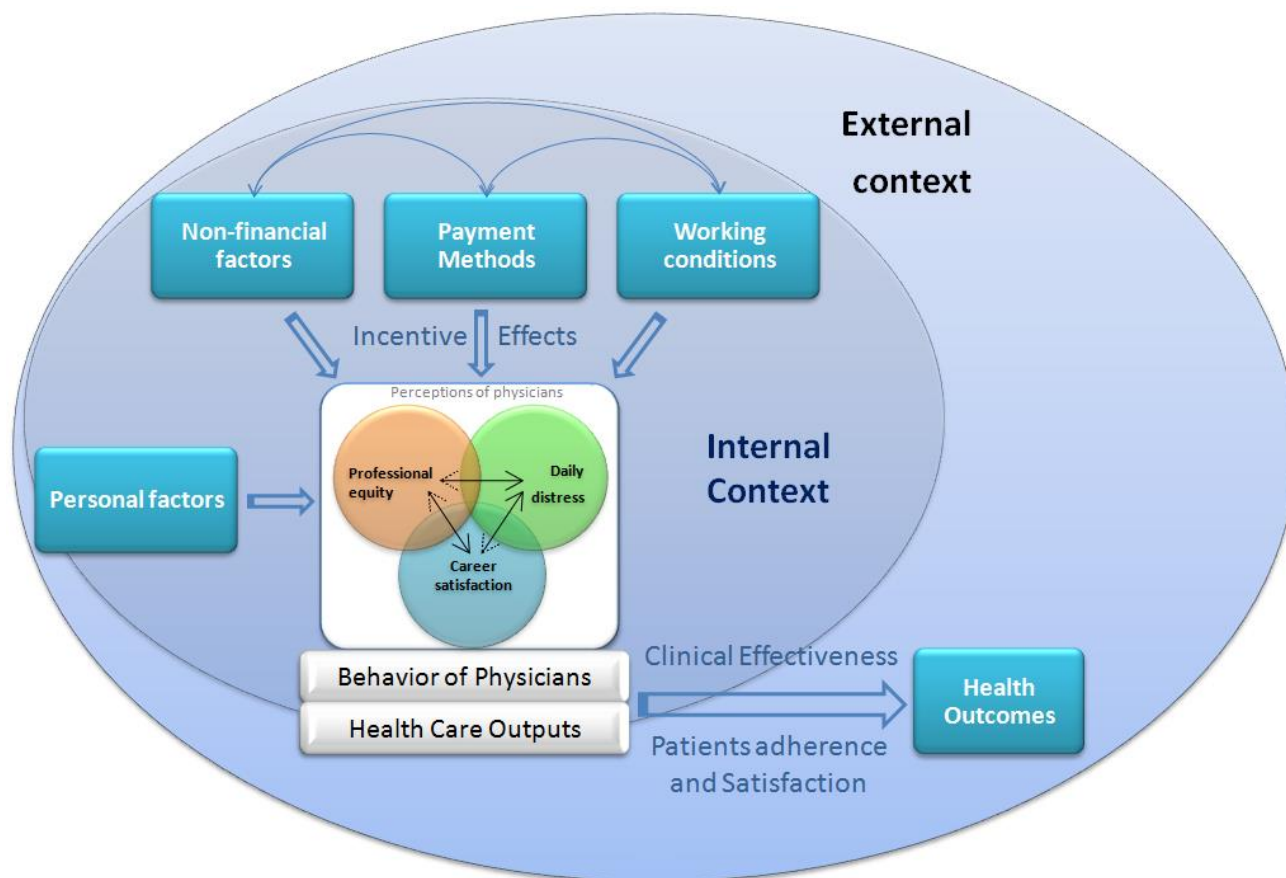 External
context
Non-financial
factors
Payment
Methods
Working
conditions
Incentive Effects
Perceptions of physicians
Professional
equity
Daily
distress
Career
satisfaction
Internal
Context
Personal factors
Behavior of Physicians
Health Care Outputs
Clinical Effectiveness
Patients adherence
and Satisfaction
Health
Outcomes